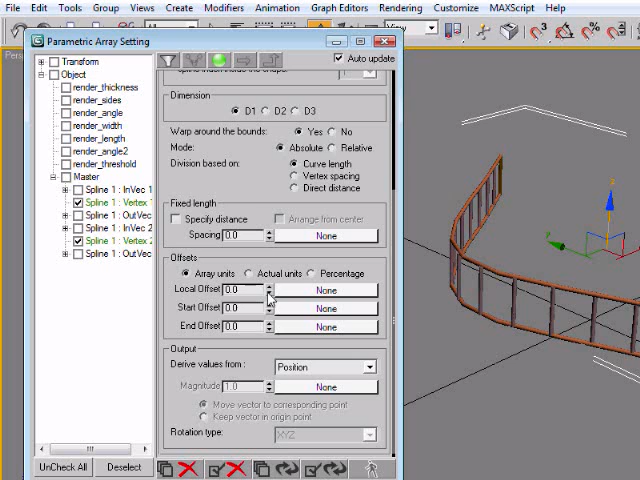 Edit Tools Group Views Create Modifiers Animation Graph Editors Rendering Customize MAXScript Help
View
Parametric Array Setting
Transform
Object
render_thickness
render_sides
render_angle
render_width
render_length
render_angle2
render_threshold
Master
Spline 1 : InVec 1
Spline 1 : Vertex 1
Spline 1 : OutVec
Spline 1 : InVec 2
Spline 1 : Vertex 2
Spline 1 : OutVec
UnCheck All Deselect
Auto update
Dimension
D1 D2 D3
Warp around the bounds: Yes No
Mode: Absolute Relative
Division based on: Curve length
Vertex spacing
Direct distance
Fixed length
Specify distance Arrange from center
Spacing 0.0 None
Offsets
Array units Actual units Percentage
Local Offset 0.0 None
Start Offset 0.0 None
End Offset 0.0 None
Output
Derive values from: Position
Magnitude 1.0 None
Move vector to corresponding point
Keep vector in origin point
Rotation type: XYZ